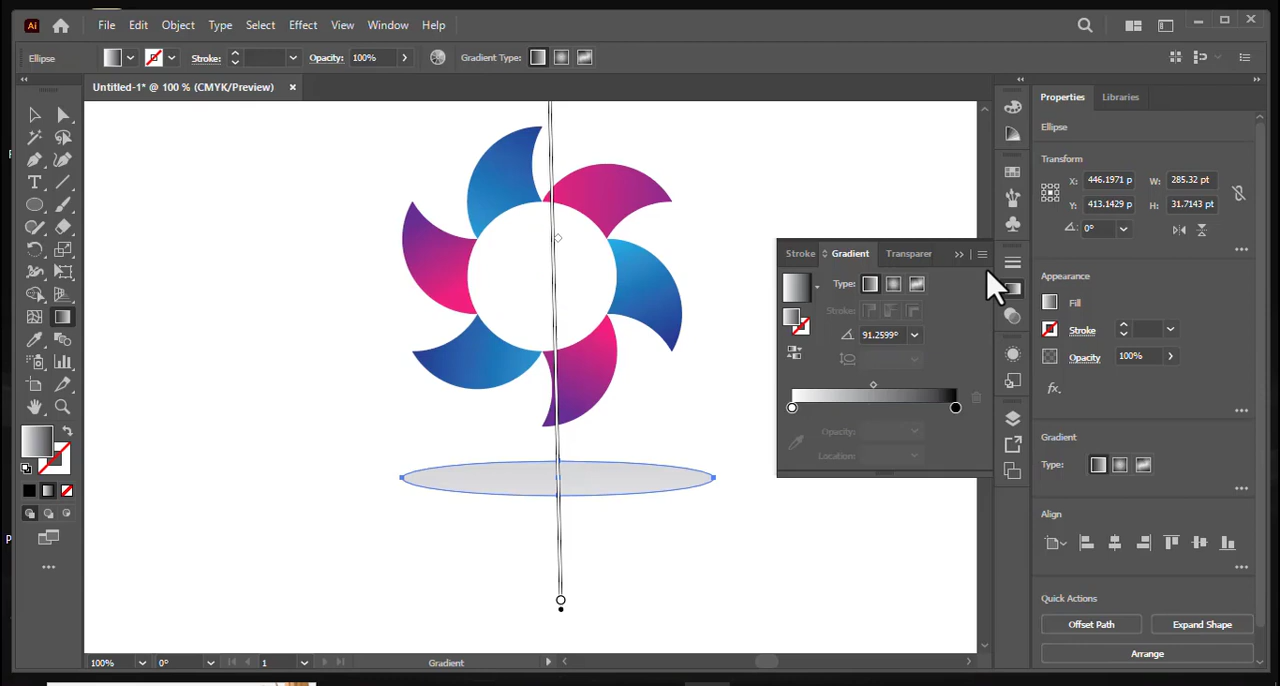 Ai File Edit Object Type Select Effect View Window Help
Ellipse Stroke: Opacity: 100% Gradient Type:
Untitled-1* @ 100 % (CMYK/Preview)
Properties Libraries
Ellipse
Transform
X: 446.1971 p W: 285.32 pt
Y: 413.1429 p H: 31.7143 pt
0°
Appearance
Fill
Stroke
Opacity 100%
fx
Gradient
Type:
Align
Quick Actions
Offset Path Expand Shape
Arrange
Stroke Gradient Transparer
Type:
Stroke:
91.2599°
Opacity:
Location:
100% 0° 1 Gradient